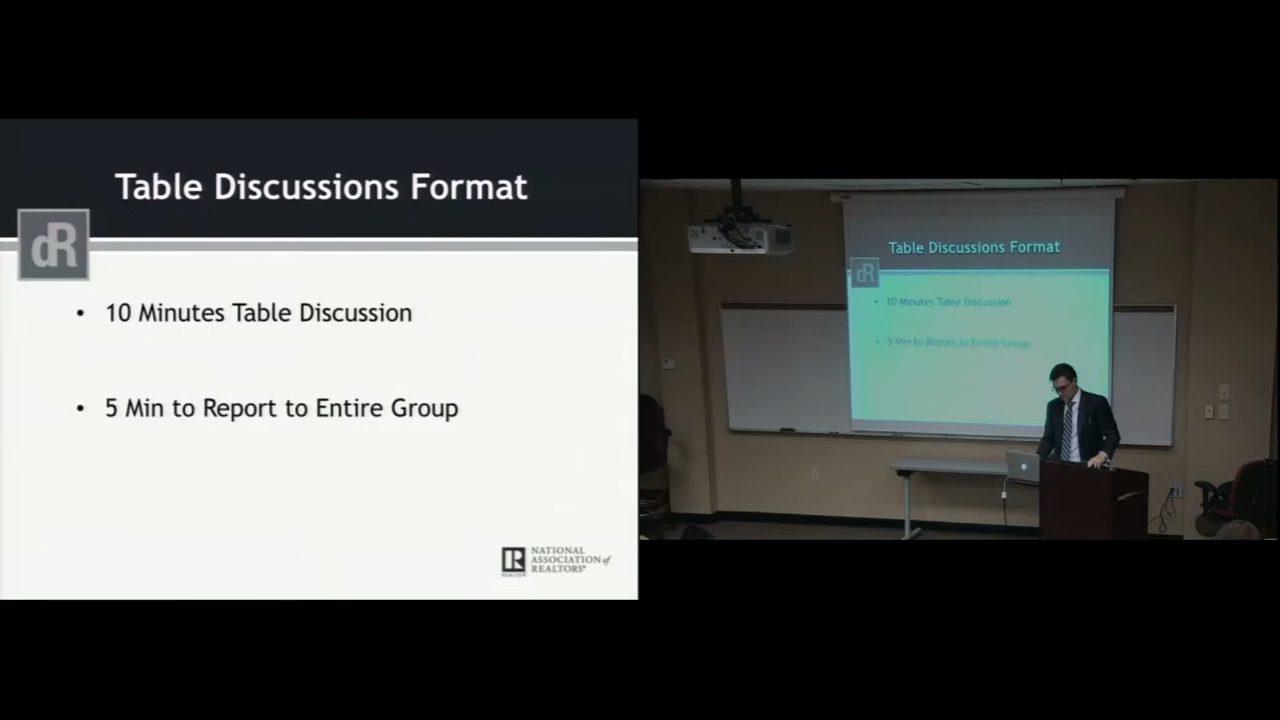 Table Discussions Format
dR
• 10 Minutes Table Discussion
• 5 Min to Report to Entire Group
NATIONAL
ASSOCIATION of
REALTORS®
Table Discussions Format
dR
• 10 Minutes Table Discussion
• 5 Min to Report to Entire Group